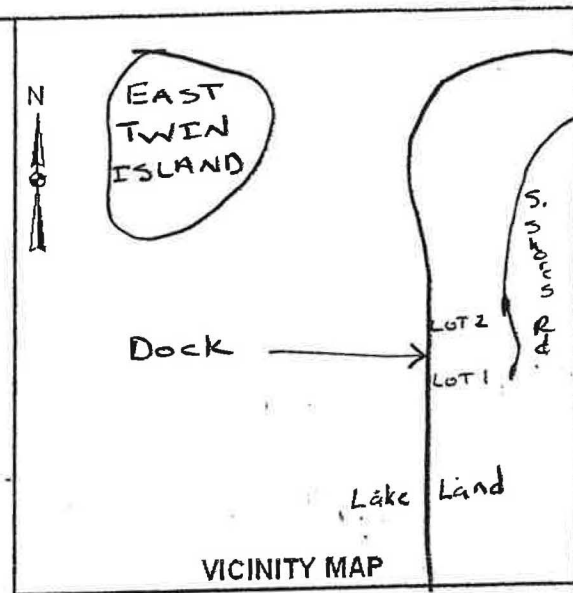 N
EAST
TWIN
ISLAND
S. Shores Rd
LOT 2
Dock
LOT 1
Lake Land
VICINITY MAP